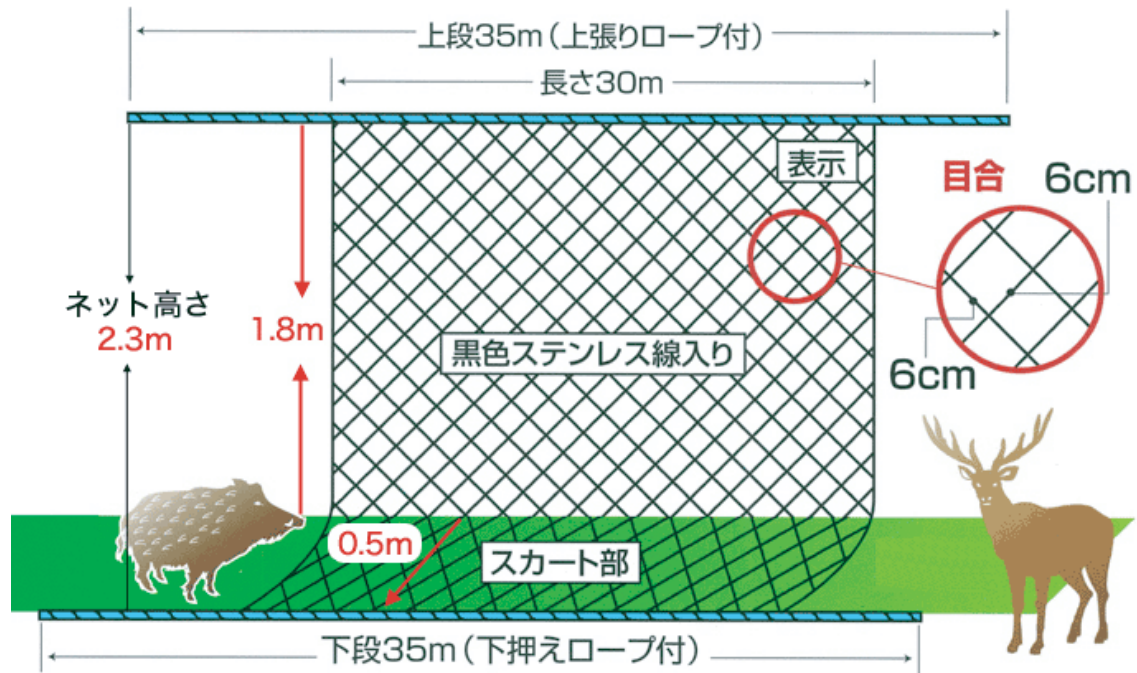 上段35m(上張りロープ付)
長さ30m
表示
目合
6cm
6cm
ネット高さ
2.3m
1.8m
黒色ステンレス線入り
0.5m
スカート部
下段35m(下押えロープ付)